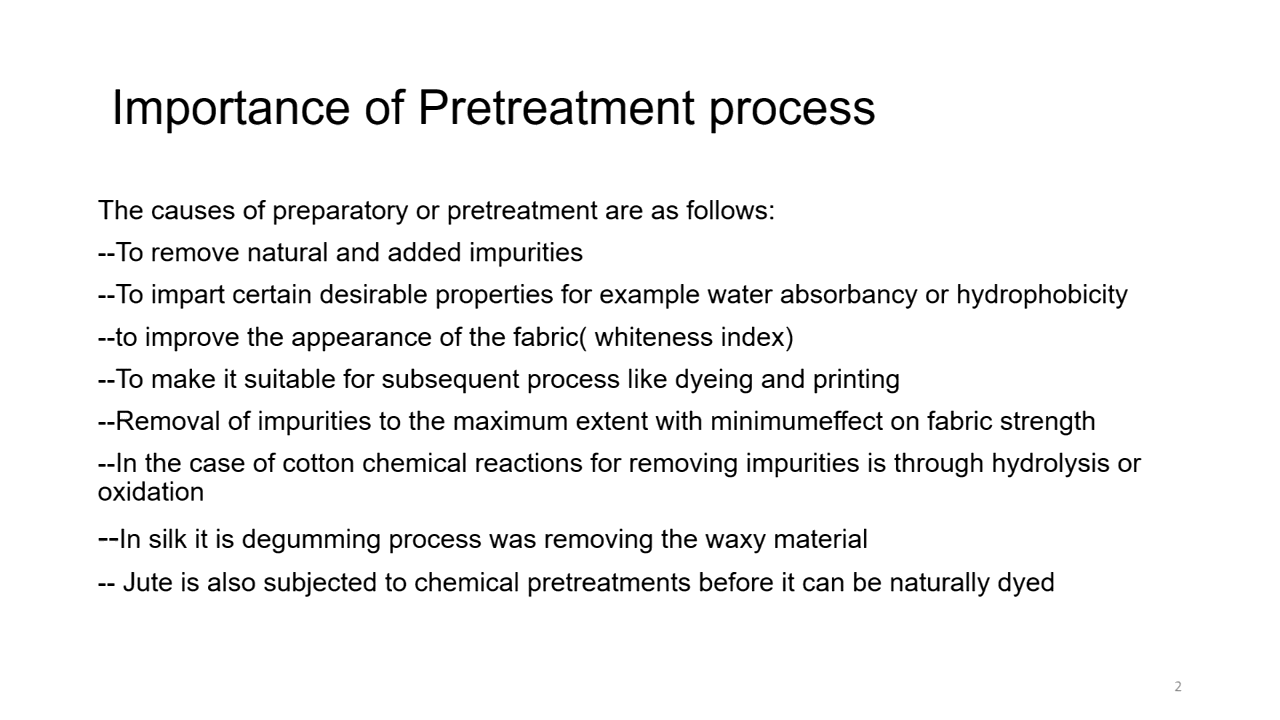 Importance of Pretreatment process
The causes of preparatory or pretreatment are as follows:
--To remove natural and added impurities
--To impart certain desirable properties for example water absorbancy or hydrophobicity
--to improve the appearance of the fabric( whiteness index)
--To make it suitable for subsequent process like dyeing and printing
--Removal of impurities to the maximum extent with minimumeffect on fabric strength
--In the case of cotton chemical reactions for removing impurities is through hydrolysis or
oxidation
--In silk it is degumming process was removing the waxy material
-- Jute is also subjected to chemical pretreatments before it can be naturally dyed
2